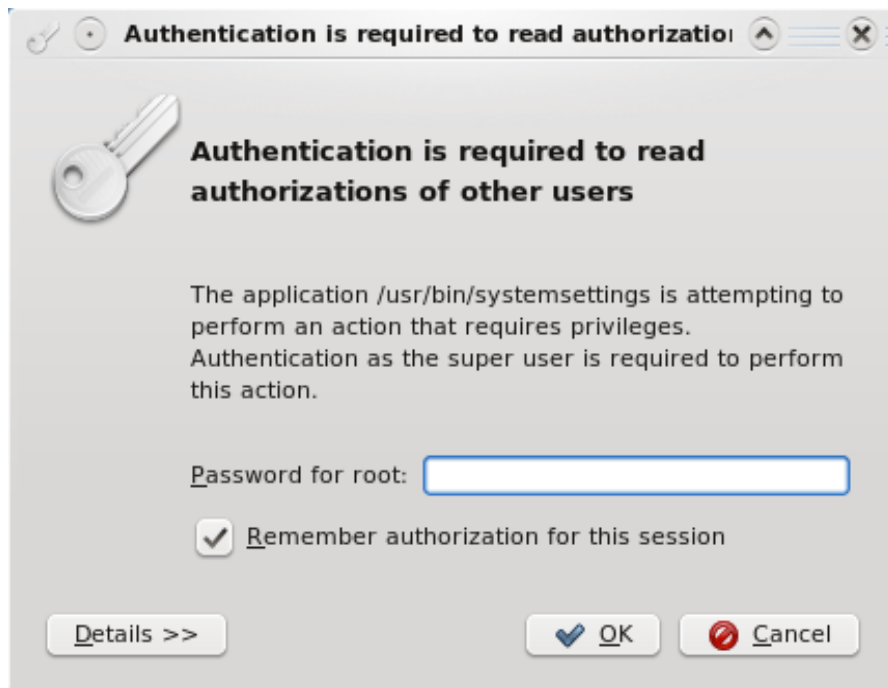 Authentication is required to read authorization
Authentication is required to read
authorizations of other users
The application /usr/bin/systemsettings is attempting to
perform an action that requires privileges.
Authentication as the super user is required to perform
this action.
Password for root:
Remember authorization for this session
Details >> OK Cancel